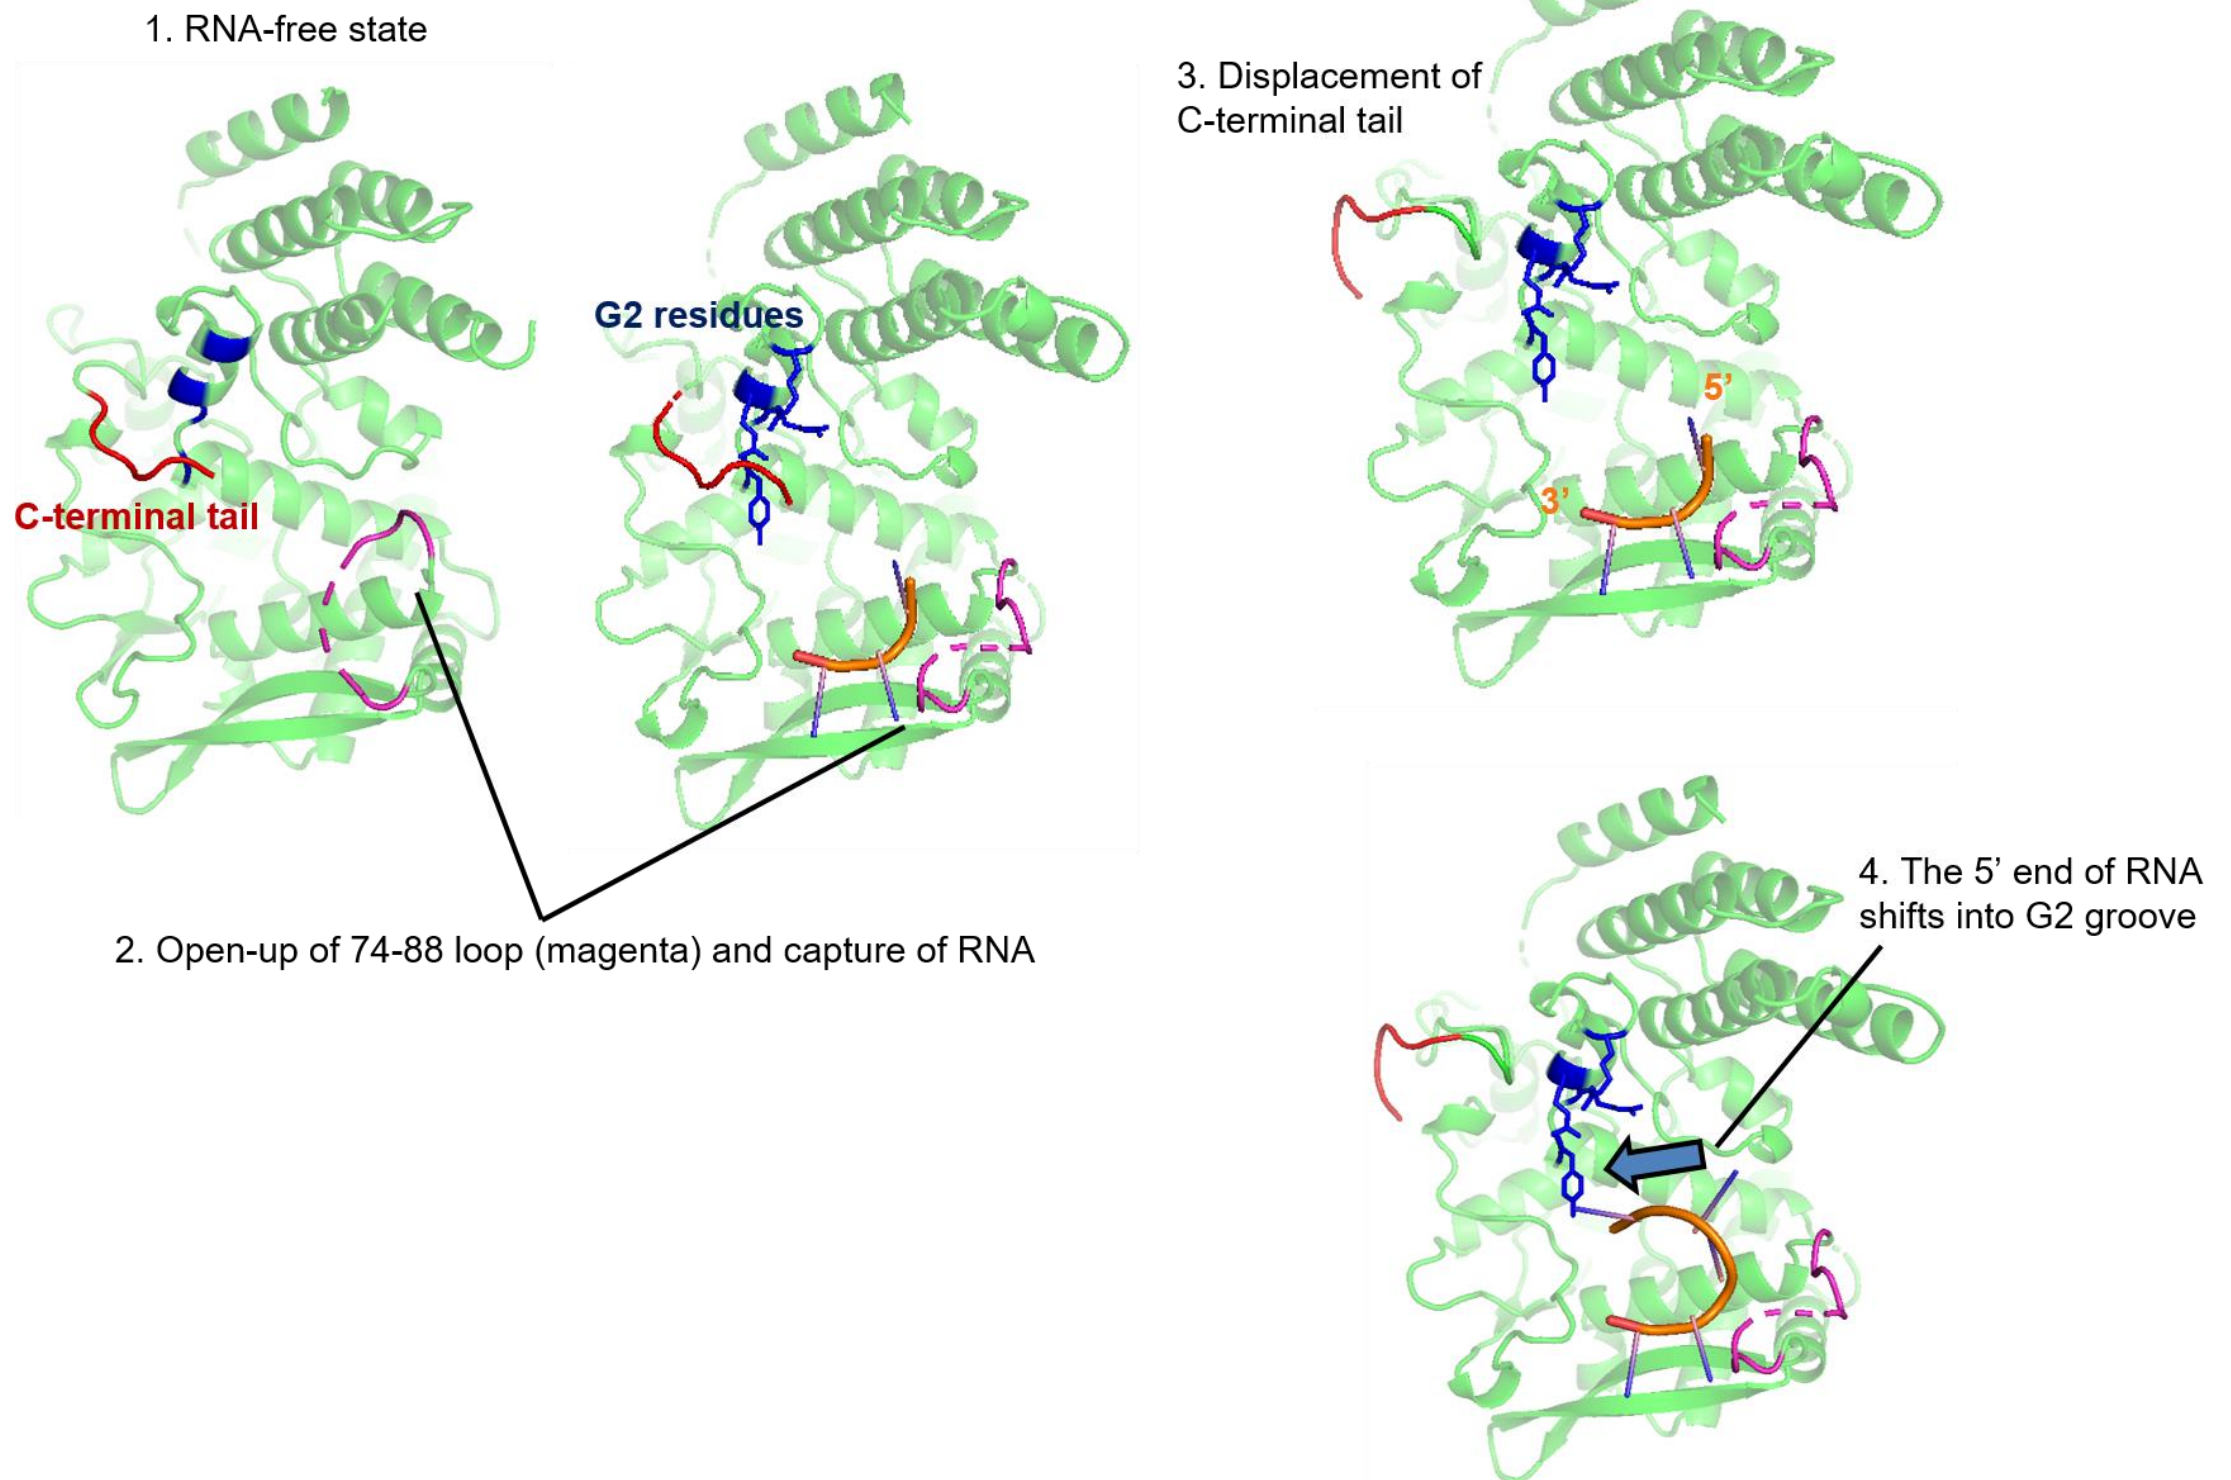 1. RNA-free state
C-terminal tail
G2 residues
2. Open-up of 74-88 loop (magenta) and capture of RNA
3. Displacement of
C-terminal tail
5’
3’
4. The 5’ end of RNA
shifts into G2 groove